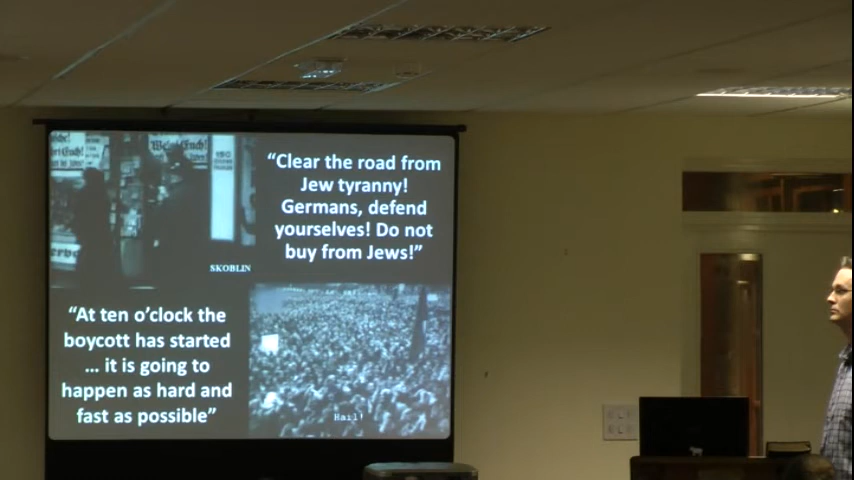 “Clear the road from
Jew tyranny!
Germans, defend
yourselves! Do not
buy from Jews!”
SKOBLIN
“At ten o’clock the
boycott has started
... it is going to
happen as hard and
fast as possible”
Hail!